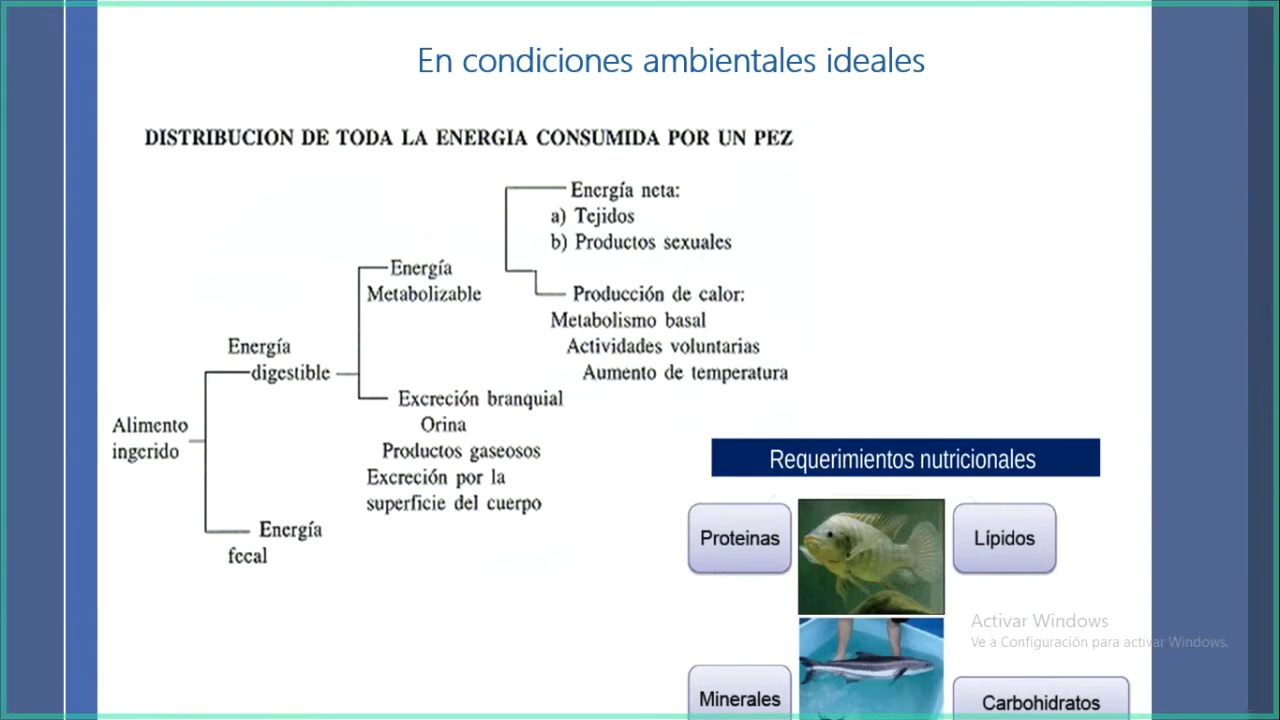 En condiciones ambientales ideales
DISTRIBUCION DE TODA LA ENERGIA CONSUMIDA POR UN PEZ
Energía neta:
a) Tejidos
b) Productos sexuales
Energía
Metabolizable
Producción de calor:
Metabolismo basal
Actividades voluntarias
Aumento de temperatura
Energía
digestible
Excreción branquial
Orina
Productos gaseosos
Excreción por la
superficie del cuerpo
Alimento
ingerido
Energía
fecal
Requerimientos nutricionales
Proteinas
Lípidos
Minerales
Carbohidratos
Activar Windows
Ve a Configuración para activar Windows.